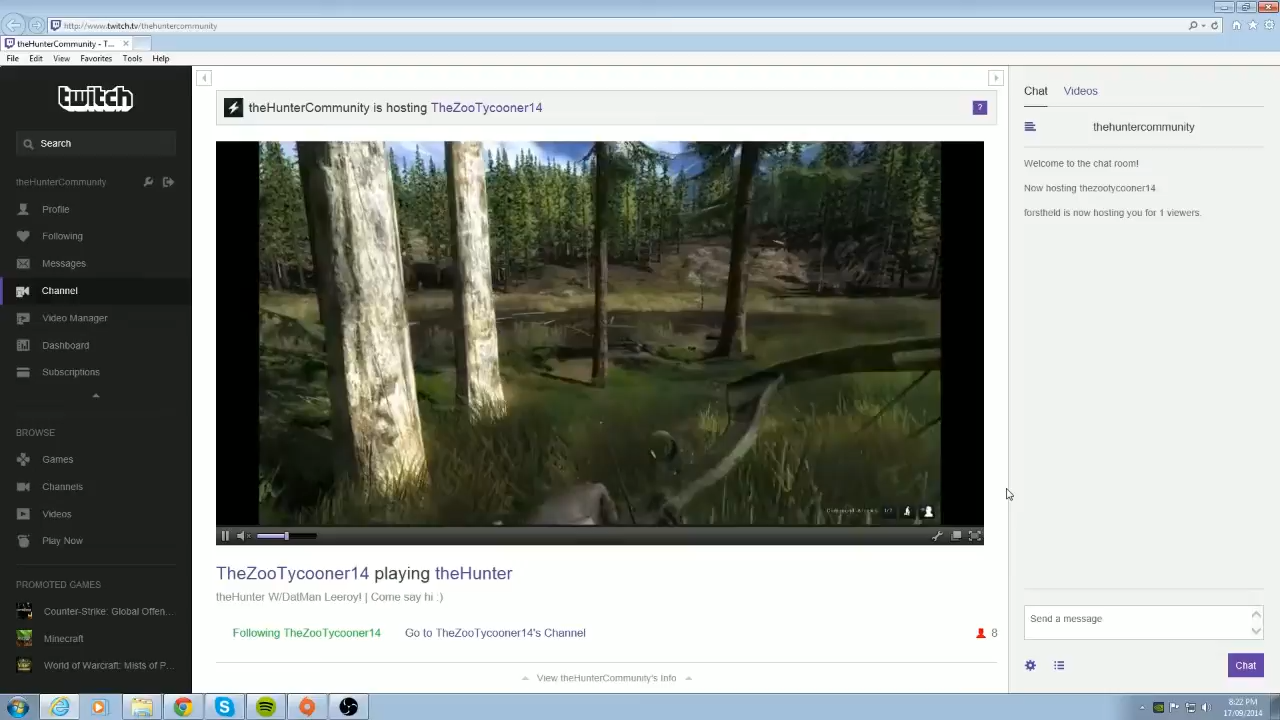 http://www.twitch.tv/thehuntercommunity
theHunterCommunity - T...
File Edit View Favorites Tools Help
twitch
Search
theHunterCommunity
Profile
Following
Messages
Channel
Video Manager
Dashboard
Subscriptions
BROWSE
Games
Channels
Videos
Play Now
PROMOTED GAMES
Counter-Strike: Global Offen...
Minecraft
World of Warcraft: Mists of P...
theHunterCommunity is hosting TheZooTycooner14
?
TheZooTycooner14 playing theHunter
theHunter W/DatMan Leeroy! | Come say hi :)
Following TheZooTycooner14 Go to TheZooTycooner14's Channel
8
View theHunterCommunity's Info
Chat Videos
thehuntercommunity
Welcome to the chat room!
Now hosting thezootycooner14.
forstheld is now hosting you for 1 viewers.
Send a message
Chat
8:22 PM
17/09/2014